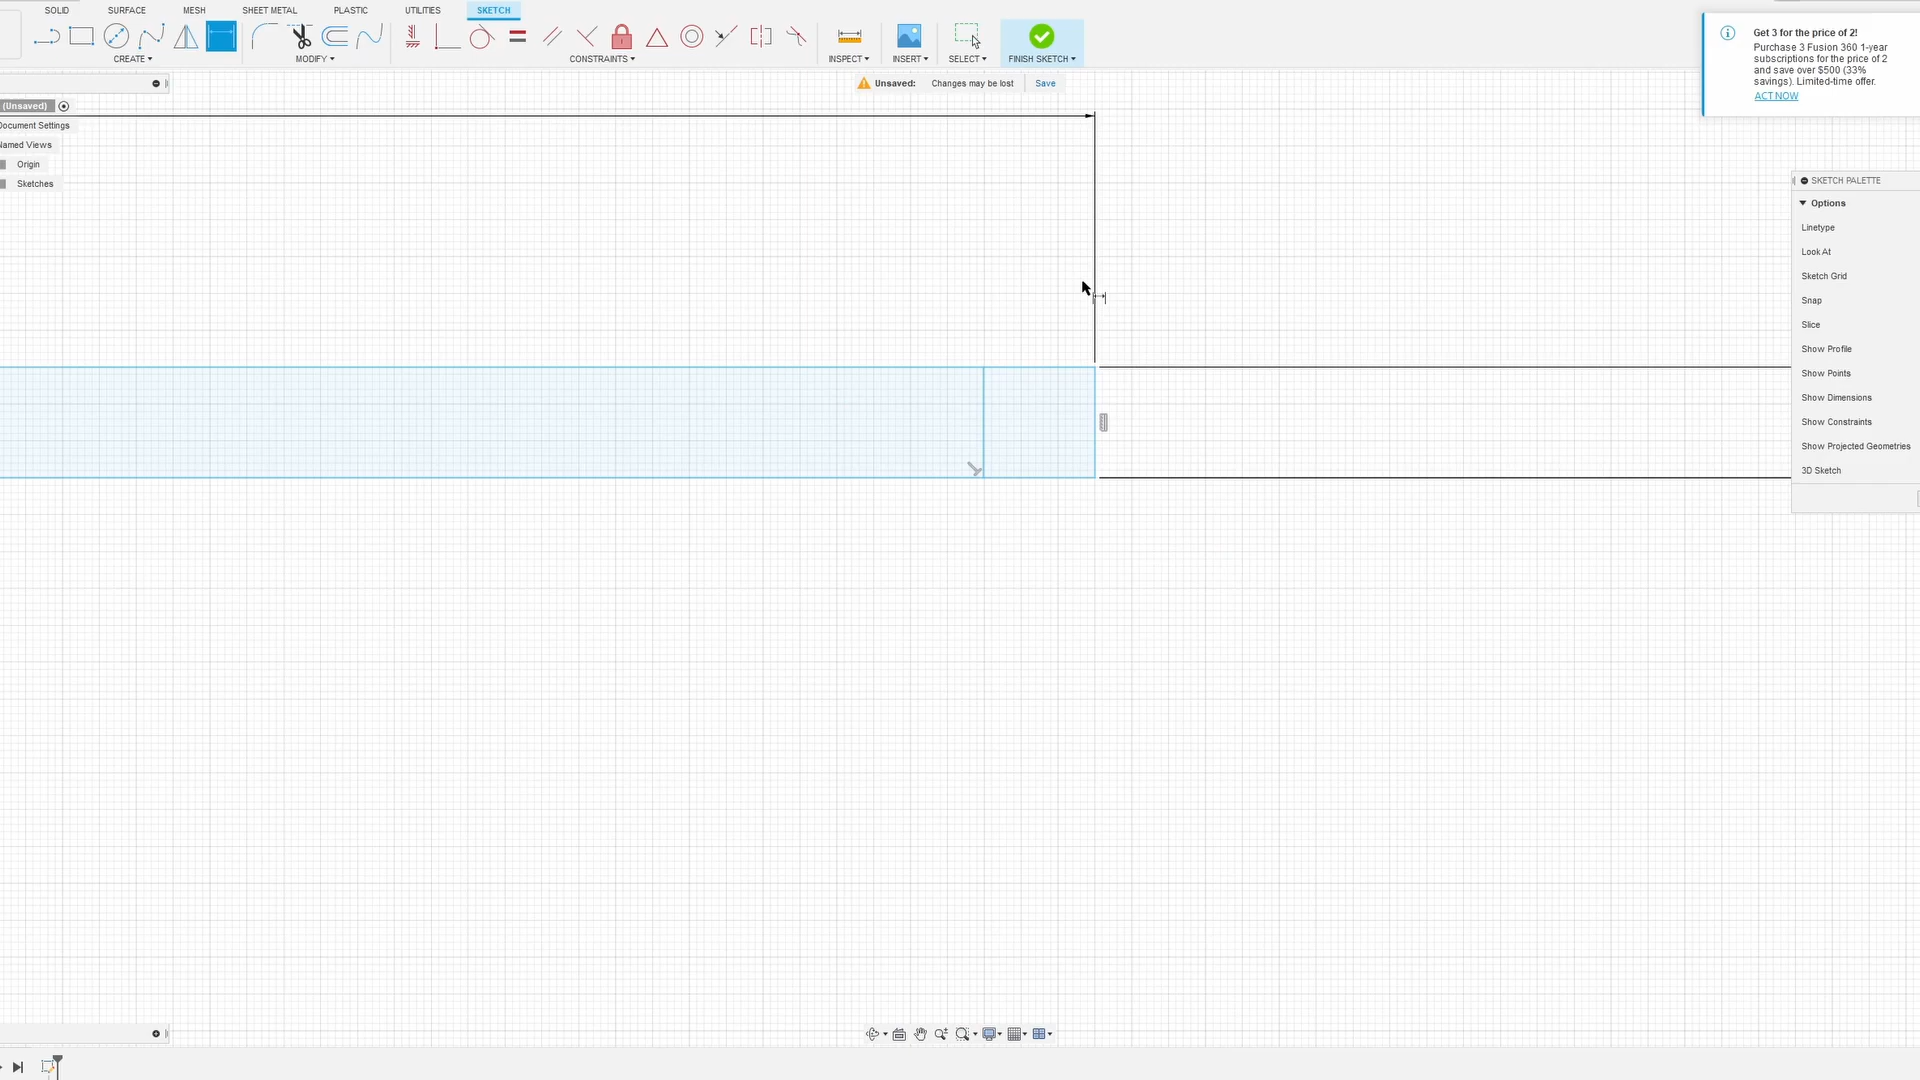 SOLID SURFACE MESH SHEET METAL PLASTIC UTILITIES SKETCH
CREATE MODIFY CONSTRAINTS INSPECT INSERT SELECT FINISH SKETCH
Get 3 for the price of 2!
Purchase 3 Fusion 360 1-year
subscriptions for the price of 2
and save over $500 (33%
savings). Limited-time offer.
ACT NOW
Unsaved: Changes may be lost Save
(Unsaved)
Document Settings
Named Views
Origin
Sketches
SKETCH PALETTE
Options
Linetype
Look At
Sketch Grid
Snap
Slice
Show Profile
Show Points
Show Dimensions
Show Constraints
Show Projected Geometries
3D Sketch